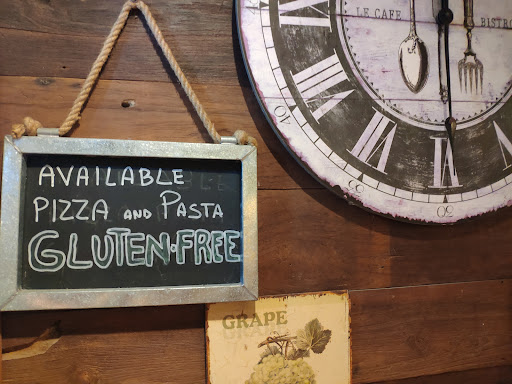 AVAILABLE
PIZZA AND PASTA
GLUTEN-FREE
LE CAFE
BISTRO
GRAPE